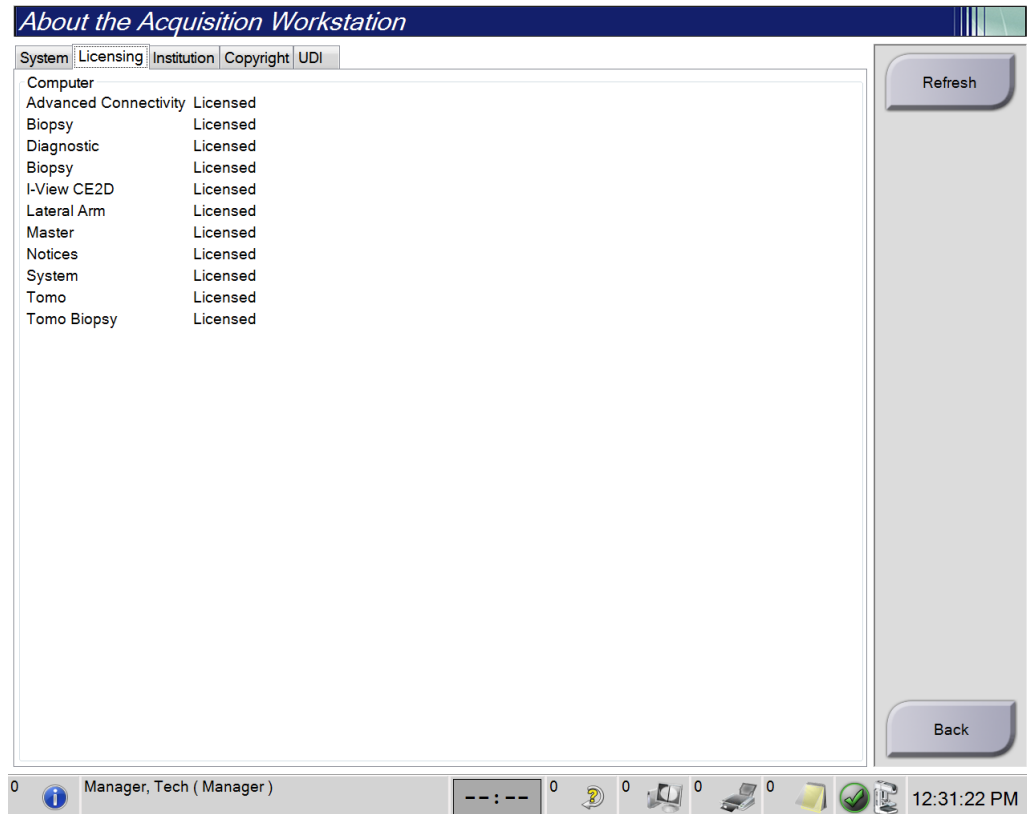 About the Acquisition Workstation
System Licensing Institution Copyright UDI
Refresh
Computer
Advanced Connectivity Licensed
Biopsy Licensed
Diagnostic Licensed
Biopsy Licensed
I-View CE2D Licensed
Lateral Arm Licensed
Master Licensed
Notices Licensed
System Licensed
Tomo Licensed
Tomo Biopsy Licensed
Back
0 Manager, Tech ( Manager ) --:-- 0 0 0 0 12:31:22 PM